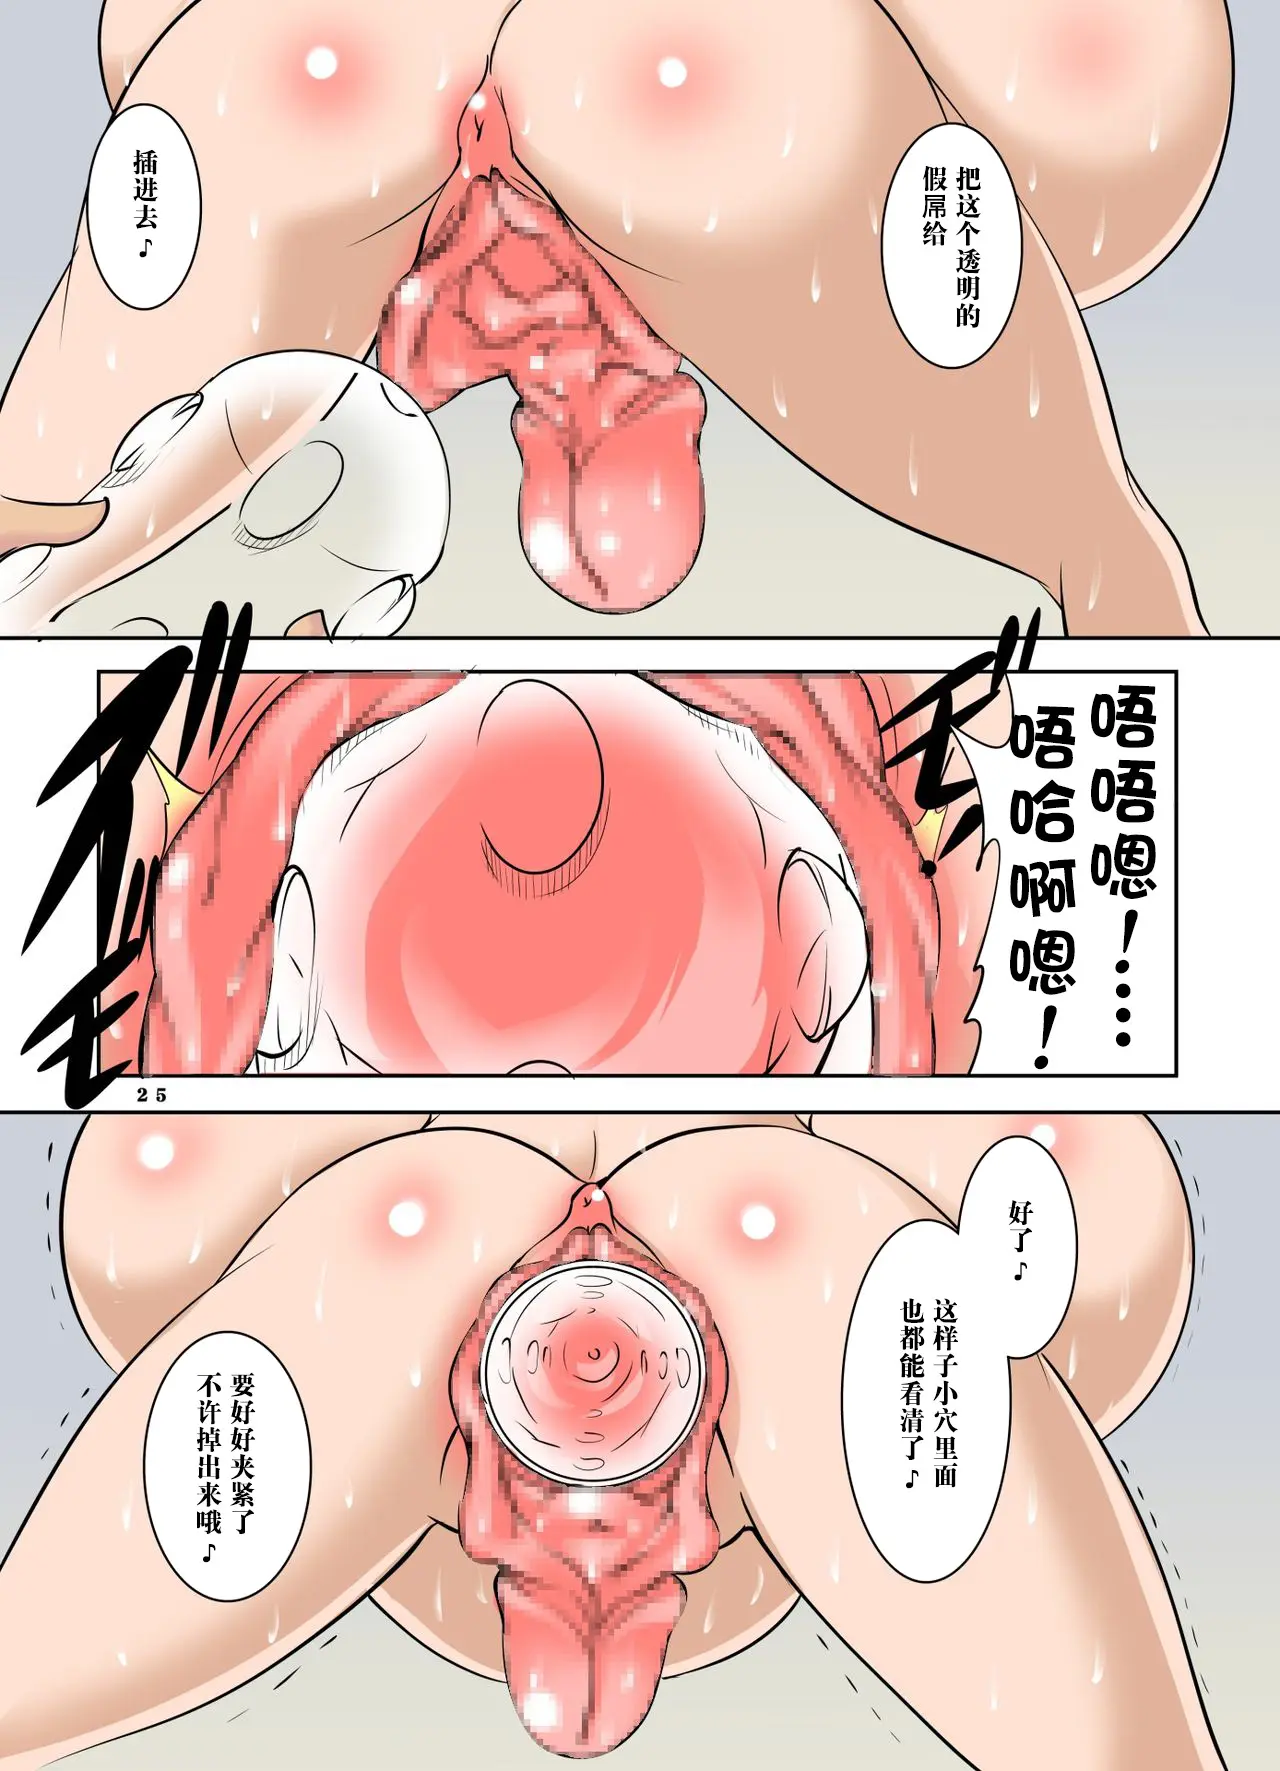 把这个透明的
假屌给
插进去♪
唔唔嗯!……
唔哈啊嗯!
25
好了♪
这样子小穴里面
也都能看清了♪
要好好夹紧了
不许掉出来哦♪